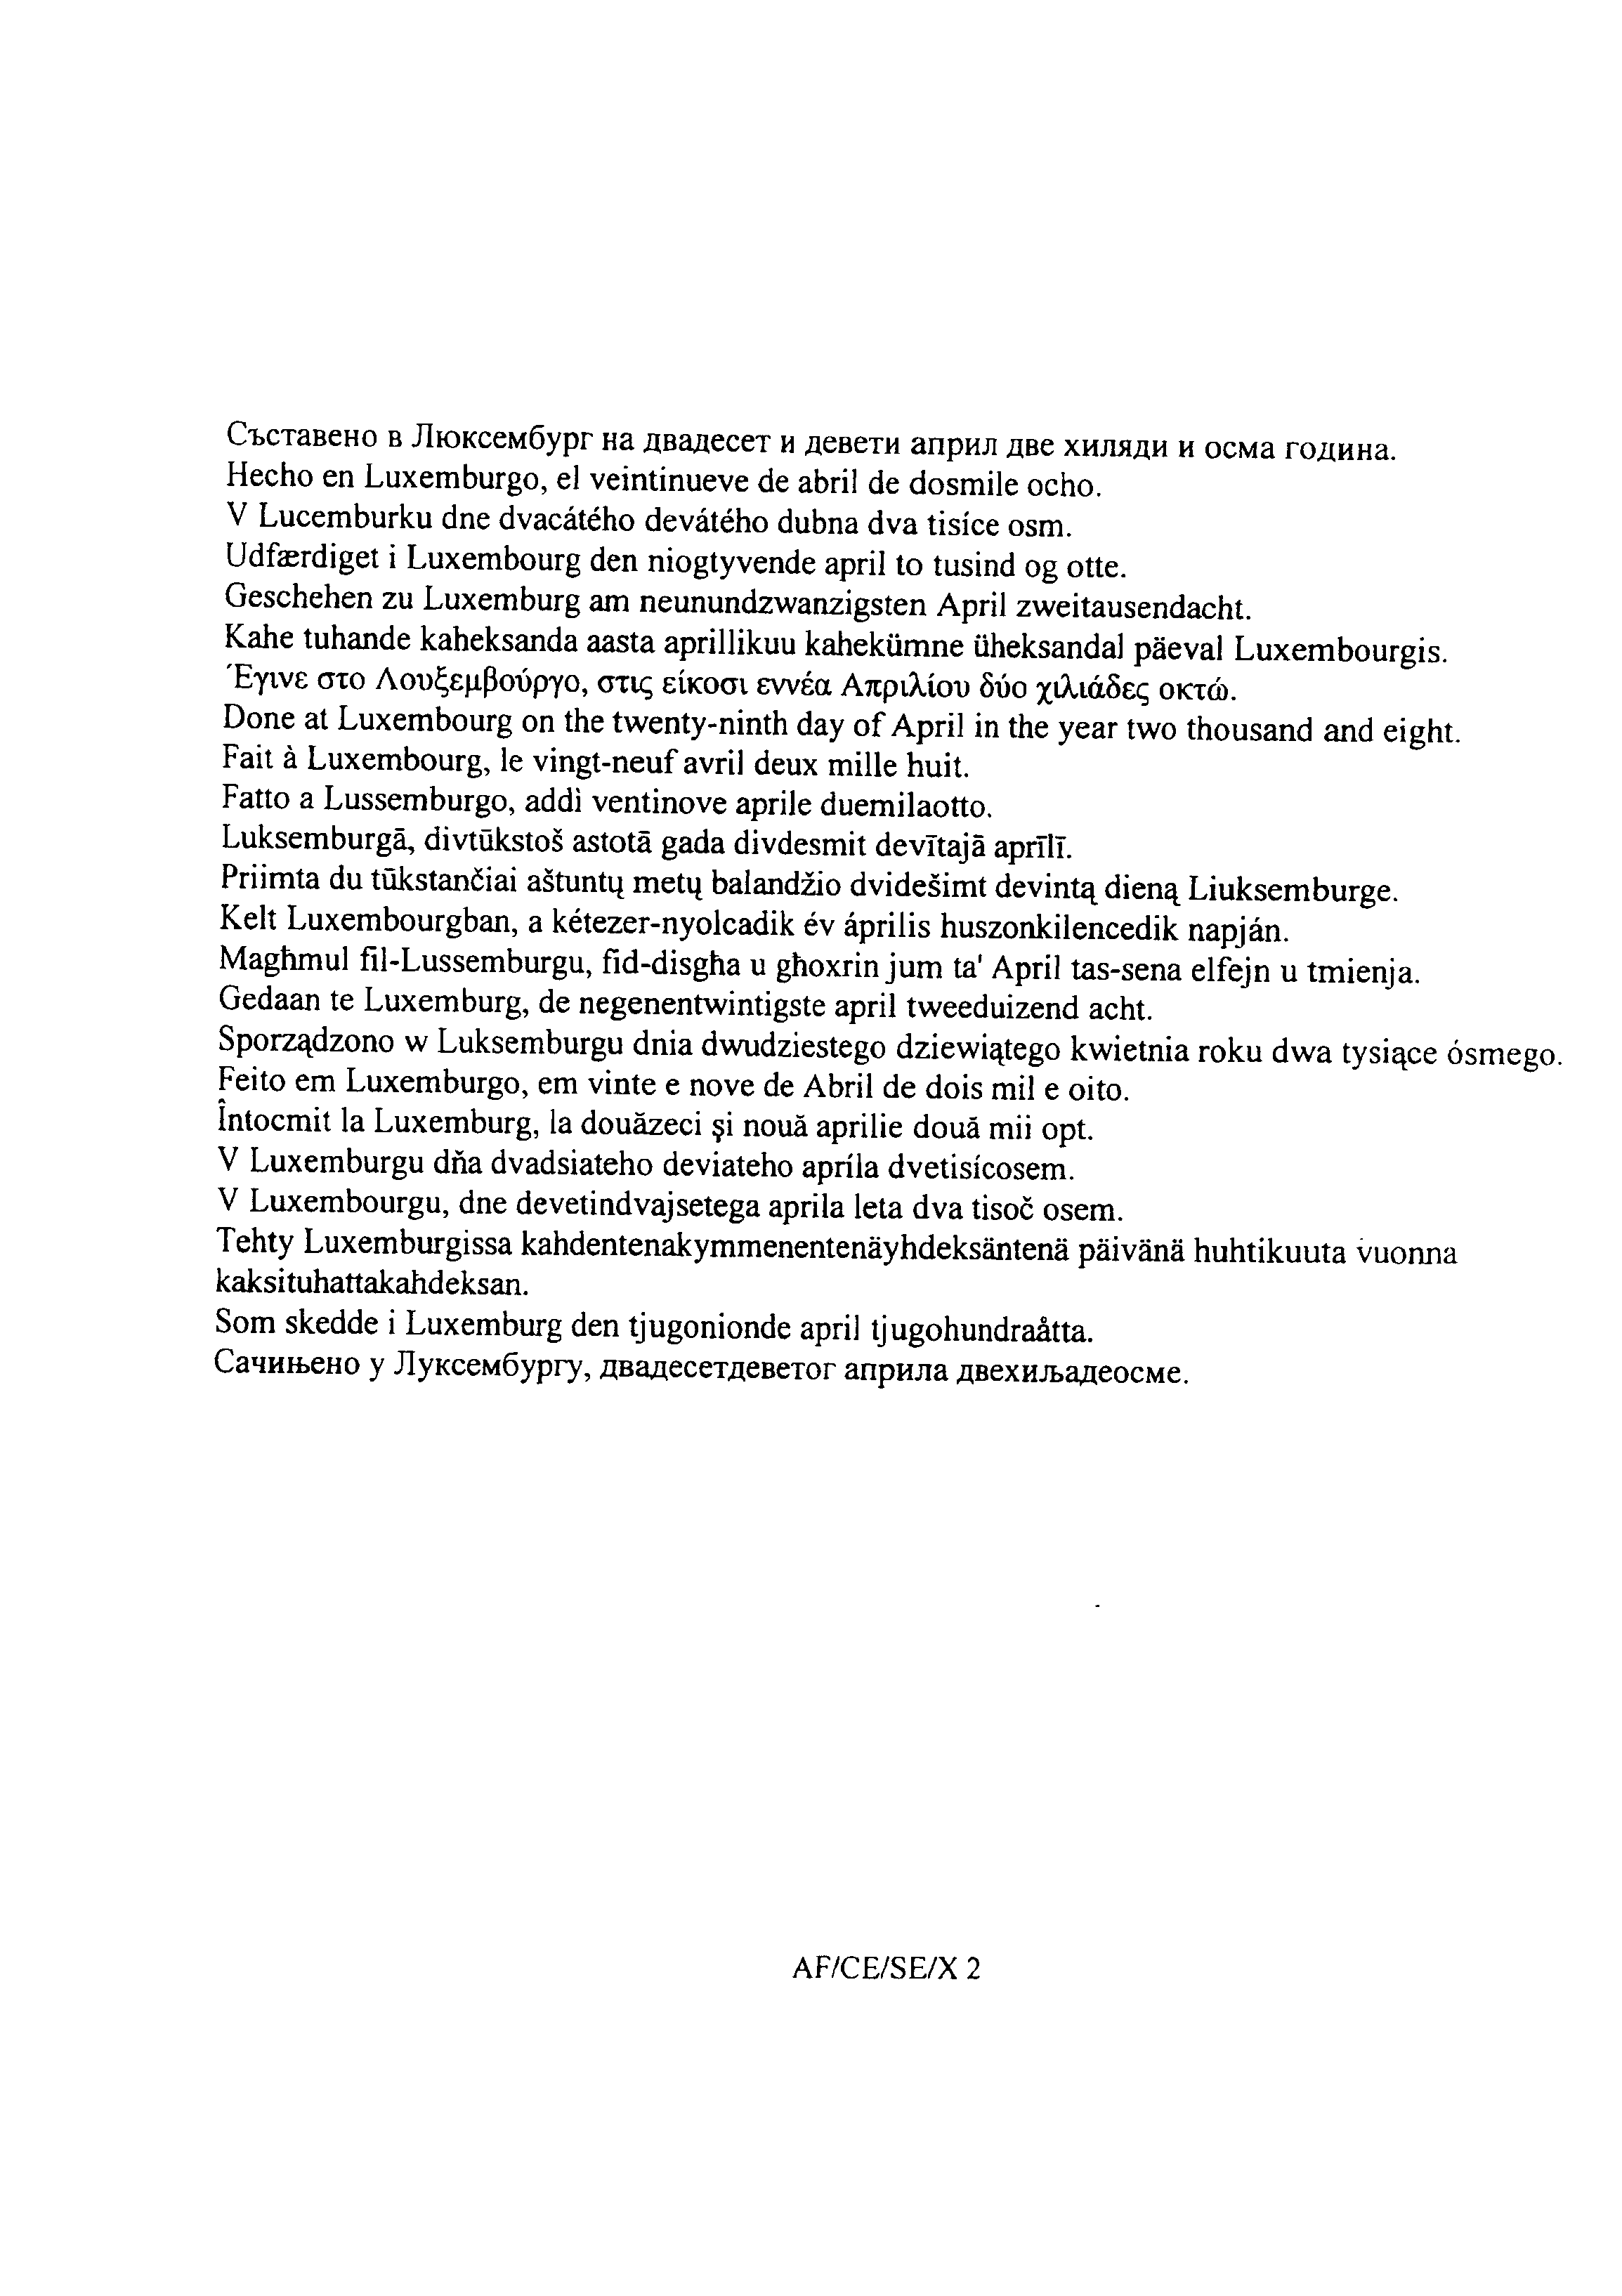 Съставено в Люксембург на двадесет и девети април две хиляди и осма година.
Hecho en Luxemburgo, el veintinueve de abril de dosmile ocho.
V Lucemburku dne dvacátého devátého dubna dva tisíce osm.
Udfærdiget i Luxembourg den niogtyvende april to tusind og otte.
Geschehen zu Luxemburg am neunundzwanzigsten April zweitausendacht.
Kahe tuhande kaheksanda aasta aprillikuu kahekümne üheksandal päeval Luxembourgis.
Έγινε στο Λουξεμβούργο, στις είκοσι εννέα Απριλίου δύο χιλιάδες οκτώ.
Done at Luxembourg on the twenty-ninth day of April in the year two thousand and eight.
Fait à Luxembourg, le vingt-neuf avril deux mille huit.
Fatto a Lussemburgo, addì ventinove aprile duemilaotto.
Luksemburgā, divtūkstoš astotā gada divdesmit devītajā aprīlī.
Priimta du tūkstančiai aštuntų metų balandžio dvidešimt devintą dieną Liuksemburge.
Kelt Luxembourgban, a kétezer-nyolcadik év április huszonkilencedik napján.
Magħmul fil-Lussemburgu, fid-disgħa u għoxrin jum ta' April tas-sena elfejn u tmienja.
Gedaan te Luxemburg, de negenentwintigste april tweeduizend acht.
Sporządzono w Luksemburgu dnia dwudziestego dziewiątego kwietnia roku dwa tysiące ósmego.
Feito em Luxemburgo, em vinte e nove de Abril de dois mil e oito.
Întocmit la Luxemburg, la douăzeci şi nouă aprilie două mii opt.
V Luxemburgu dňa dvadsiateho deviateho apríla dvetisícosem.
V Luxembourgu, dne devetindvajsetega aprila leta dva tisoč osem.
Tehty Luxemburgissa kahdentenakymmenentenäyhdeksäntenä päivänä huhtikuuta vuonna
kaksituhattakahdeksan.
Som skedde i Luxemburg den tjugonionde april tjugohundraåtta.
Сачињено у Луксембургу, двадесетдеветог априла двехиљадеосме.
AF/CE/SE/X 2